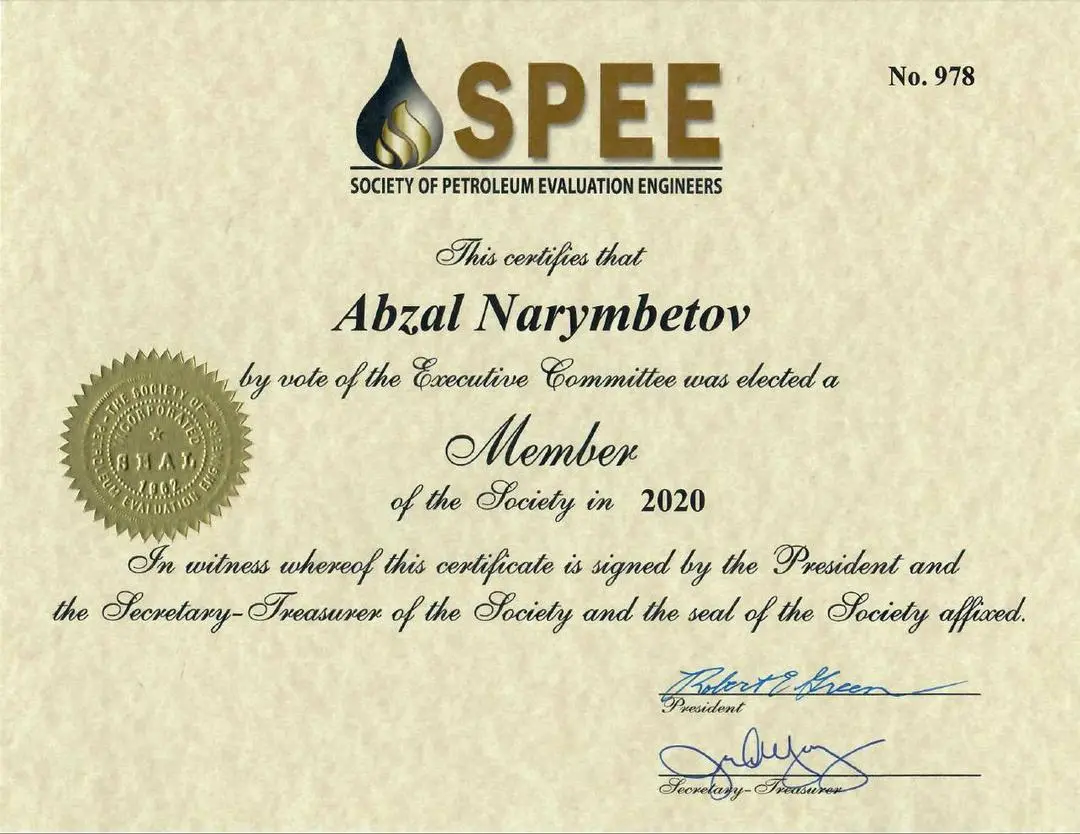 SPEE
No. 978
SOCIETY OF PETROLEUM EVALUATION ENGINEERS
This certifies that
Abzal Narymbetov
by vote of the Executive Committee was elected a
Member
of the Society in 2020
THE SOCIETY OF
PETROLEUM EVALUATION ENGINEERS
INCORPORATED
SEAL
1962
In witness whereof this certificate is signed by the President and
the Secretary-Treasurer of the Society and the seal of the Society affixed.
Robert E Green
President
Secretary-Treasurer